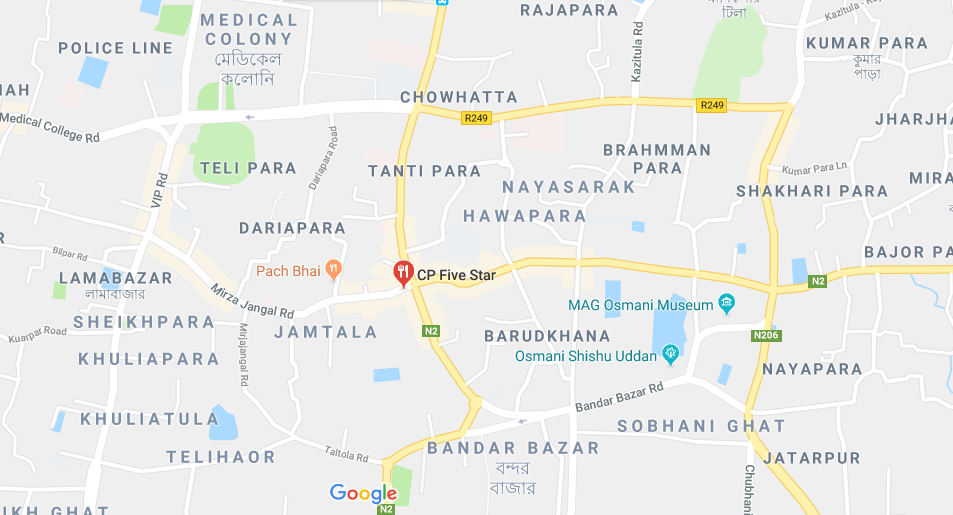 RAJAPARA
টিলা
MEDICAL
COLONY
মেডিকেল
কলোনি
POLICE LINE
Kazitula Rd
Kazitula - Ro
KUMAR PARA
কুমার
পাড়া
CHOWHATTA
R249
R249
Medical College Rd
JHARJHA
TELI PARA
Dariapara Road
TANTI PARA
BRAHMMAN
PARA
Kumar Para Ln
NAYASARAK
SHAKHARI PARA
MIRA
VIP Rd
HAWAPARA
DARIAPARA
Bilpar Rd
BAJOR PA
Pach Bhai
CP Five Star
LAMABAZAR
লামাবাজার
N2
Mirza Jangal Rd
MAG Osmani Museum
SHEIKHPARA
JAMTALA
N2
BARUDKHANA
N206
Kuarpar Road
KHULIAPARA
Mirjajangal Rd
Osmani Shishu Uddan
NAYAPARA
Bandar Bazar Rd
KHULIATULA
SOBHANI GHAT
TELIHAOR
Taltola Rd
BANDAR BAZAR
বন্দর
বাজার
JATARPUR
Chubhani
Google
N2
KH GHAT